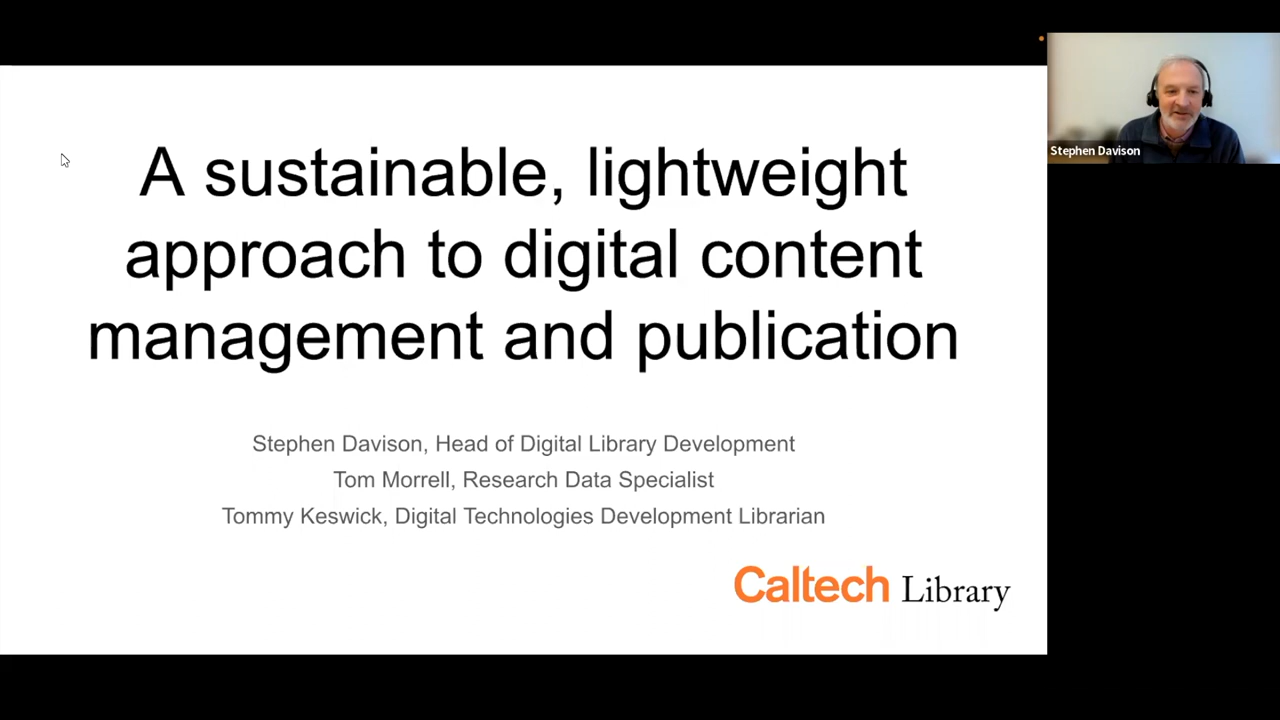 A sustainable, lightweight
approach to digital content
management and publication
Stephen Davison, Head of Digital Library Development
Tom Morrell, Research Data Specialist
Tommy Keswick, Digital Technologies Development Librarian
Caltech Library
Stephen Davison